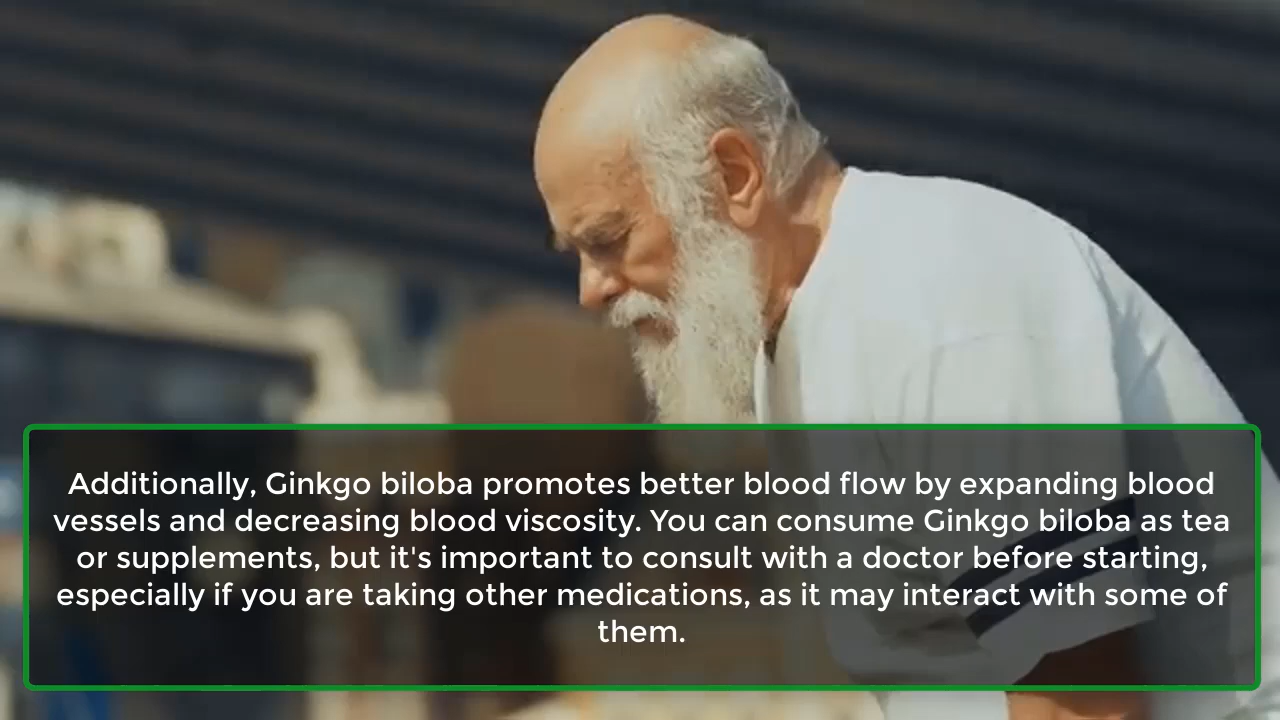 Additionally, Ginkgo biloba promotes better blood flow by expanding blood
vessels and decreasing blood viscosity. You can consume Ginkgo biloba as tea
or supplements, but it's important to consult with a doctor before starting,
especially if you are taking other medications, as it may interact with some of
them.